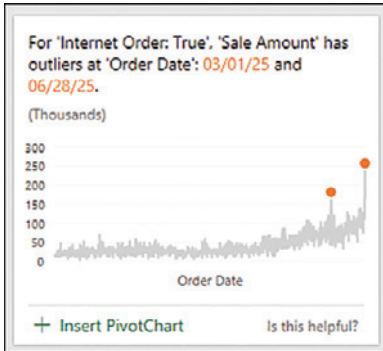 For 'Internet Order: True', 'Sale Amount' has
outliers at 'Order Date': 03/01/25 and
06/28/25.
(Thousands)
300
250
200
150
100
50
0
Order Date
+ Insert PivotChart Is this helpful?